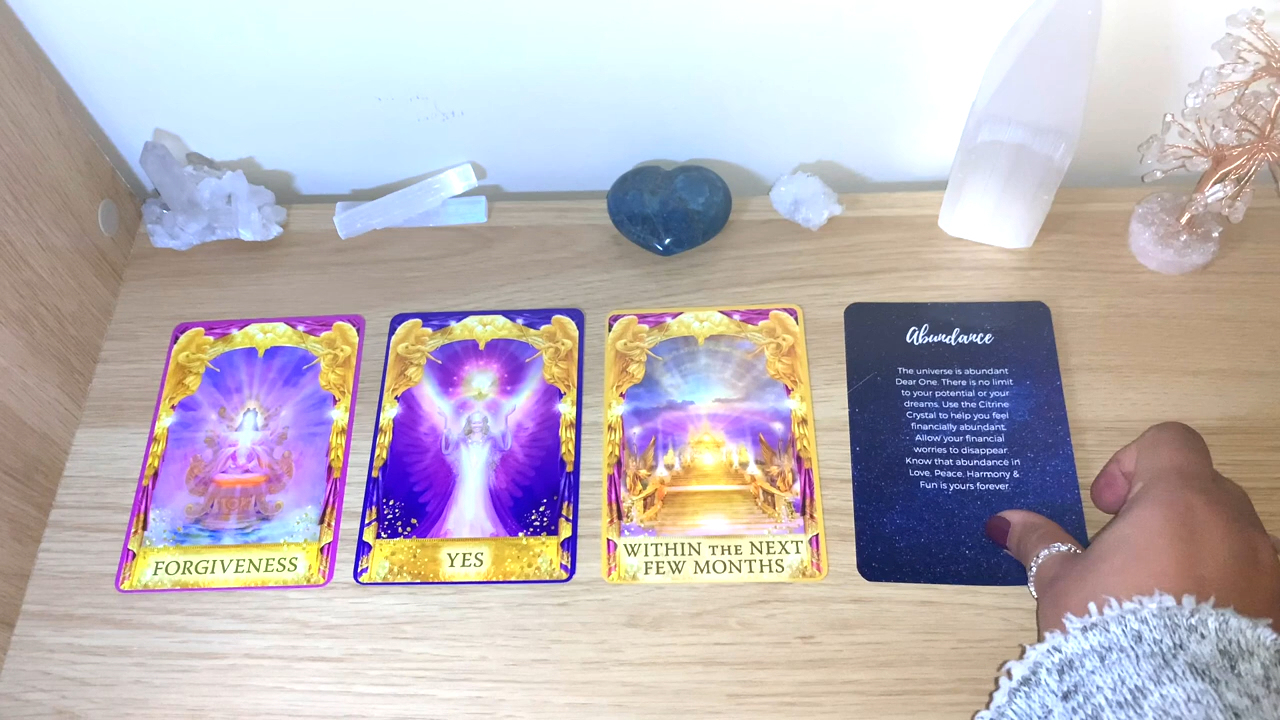 FORGIVENESS
YES
WITHIN THE NEXT
FEW MONTHS
Abundance
The universe is abundant
Dear One. There is no limit
to your potential or your
dreams. Use the Citrine
Crystal to help you feel
financially abundant.
Allow your financial
worries to disappear.
Know that abundance in
Love, Peace, Harmony &
Fun is yours forever.